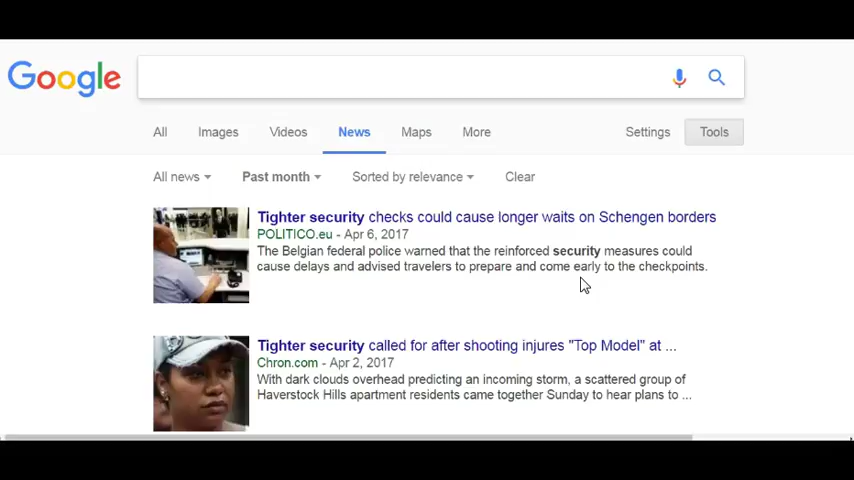 Google
All Images Videos News Maps More Settings Tools
All news Past month Sorted by relevance Clear
Tighter security checks could cause longer waits on Schengen borders
POLITICO.eu - Apr 6, 2017
The Belgian federal police warned that the reinforced security measures could
cause delays and advised travelers to prepare and come early to the checkpoints.
Tighter security called for after shooting injures "Top Model" at ...
Chron.com - Apr 2, 2017
With dark clouds overhead predicting an incoming storm, a scattered group of
Haverstock Hills apartment residents came together Sunday to hear plans to ...